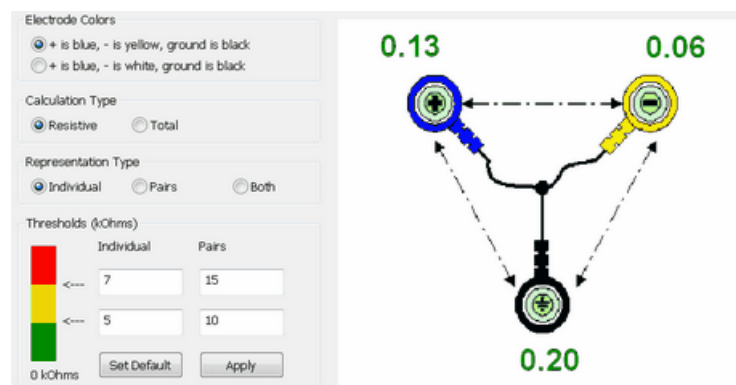 Electrode Colors
+ is blue, - is yellow, ground is black
+ is blue, - is white, ground is black
Calculation Type
Resistive Total
Representation Type
Individual Pairs Both
Thresholds (kOhms)
Individual Pairs
<--- 7 15
<--- 5 10
0 kOhms Set Default Apply
0.13 0.06
+ -
0.20